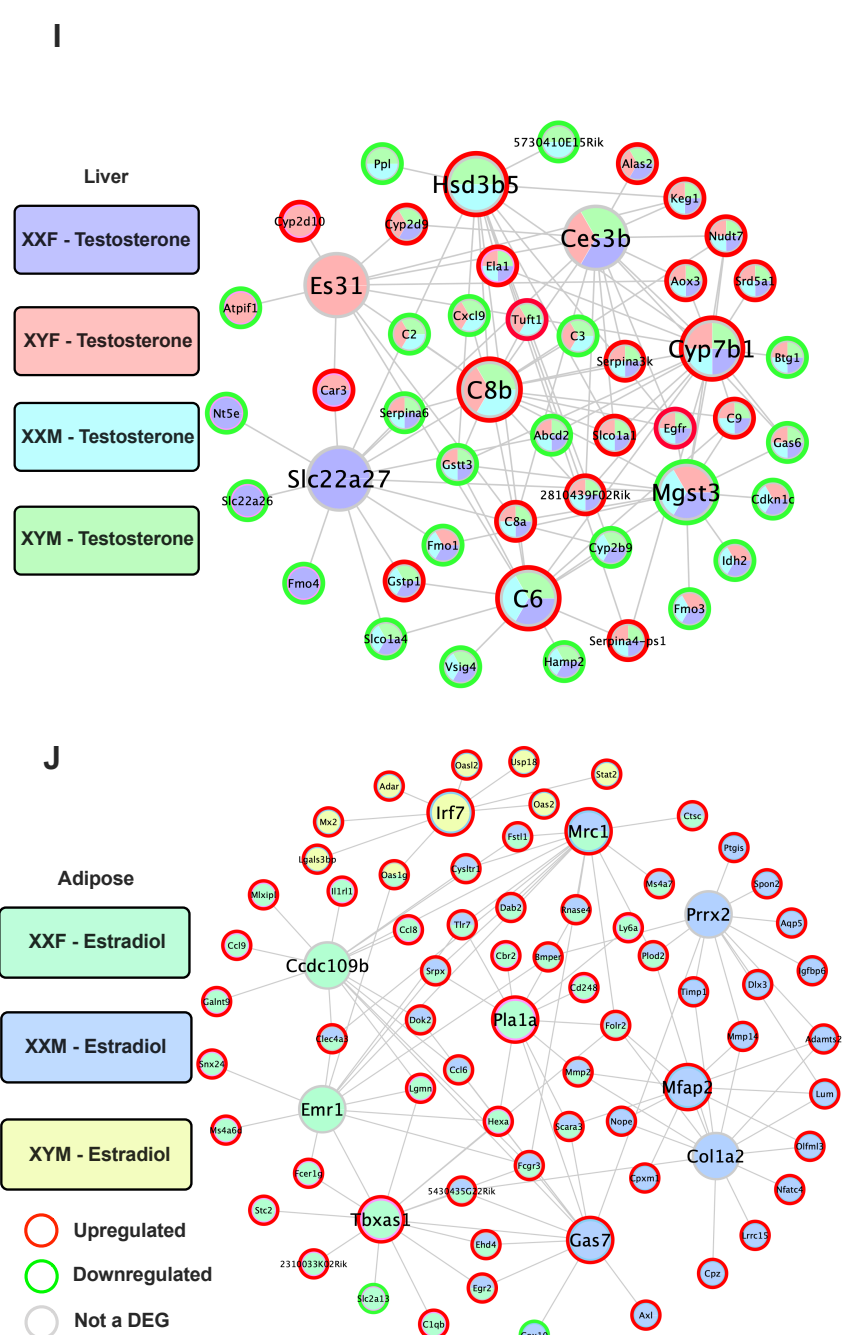 I
Liver
XXF - Testosterone
XYF - Testosterone
XXM - Testosterone
XYM - Testosterone
5730410E15Rik
Ppl
Alas2
Hsd3b5
Keg1
Cyp2d10
Cyp2d9
Ces3b
Nudt7
Ela1
Es31
Aox3
Srd5a1
Atpif1
Cxcl9
Tuft1
C2
C3
Cyp7b1
Serpina3k
Btg1
Car3
C8b
Nt5e
Serpina6
C9
Abcd2
Slco1a1
Egfr
Gas6
Gstt3
Slc22a27
Mgst3
Slc22a26
2810439F02Rik
Cdkn1c
C8a
Fmo1
Cyp2b9
Idh2
Fmo4
Gstp1
C6
Fmo3
Slco1a4
Serpina4-ps1
Vsig4
Hamp2
J
Adipose
XXF - Estradiol
XXM - Estradiol
XYM - Estradiol
Upregulated
Downregulated
Not a DEG
Oasl2
Usp18
Stat2
Adar
Irf7
Oas2
Mx2
Mrc1
Ctsc
Fstl1
Lgals3bp
Ptgis
Oas1g
Cysltr1
Mlxipl
Il1rl1
Ms4a7
Spon2
Dab2
Rnase4
Prrx2
Ccl8
Tlr7
Ly6a
Aqp5
Ccl9
Cbr2
Bmper
Plod2
Ccdc109b
Srpx
Igfbp6
Cd248
Timp1
Dlx3
Galnt9
Pla1a
Dok2
Folr2
Clec4a3
Mmp14
Adamts2
Snx24
Ccl6
Mmp2
Lgmn
Mfap2
Lum
Emr1
Hexa
Scara3
Nope
Ms4a6d
Olfml3
Fcer1g
Fcgr3
Col1a2
Cpxm1
5430435G22Rik
Nfatc4
Stc2
Tbxas1
Lrrc15
Ehd4
Gas7
2310033K02Rik
Cpz
Egr2
Slc2a13
Axl
C1qb